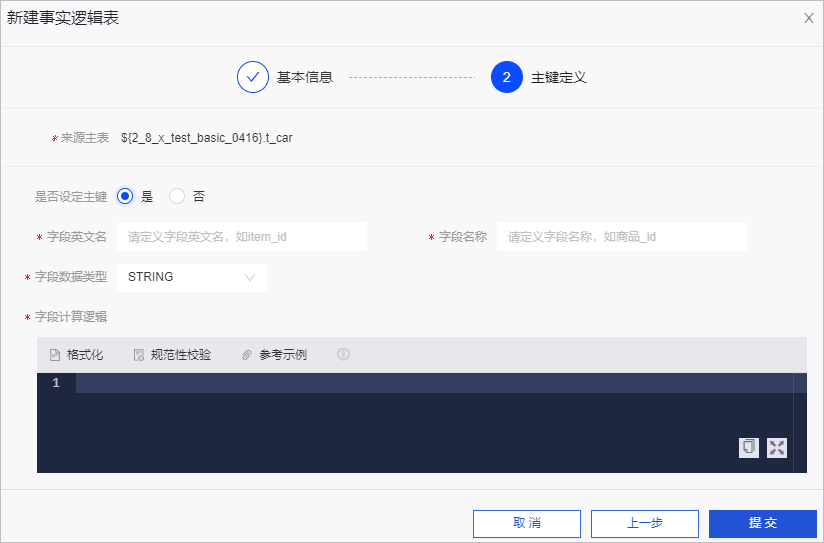 新建事实逻辑表
基本信息 2 主键定义
* 来源主表 ${2_8_x_test_basic_0416}.t_car
是否设定主键 是 否
* 字段英文名 请定义字段英文名，如item_id * 字段名称 请定义字段名称，如商品_id
* 字段数据类型 STRING
* 字段计算逻辑
格式化 规范性校验 参考示例
1
取消 上一步 提交